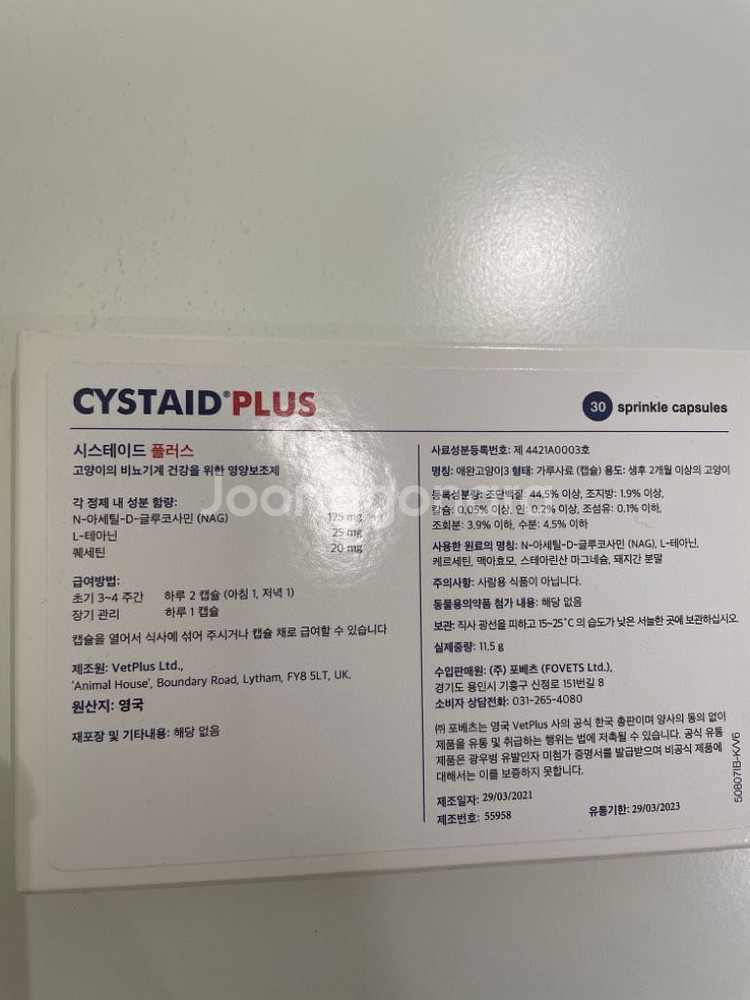 CYSTAID®PLUS
30 sprinkle capsules
시스테이드 플러스
고양이의 비뇨기계 건강을 위한 영양보조제
각 정제 내 성분 함량:
N-아세틸-D-글루코사민 (NAG) 125 mg
L-테아닌 25 mg
퀘세틴 20 mg
급여방법:
초기 3~4 주간 하루 2 캡슐 (아침 1, 저녁 1)
장기 관리 하루 1 캡슐
캡슐을 열어서 식사에 섞어 주시거나 캡슐 채로 급여할 수 있습니다
제조원: VetPlus Ltd.,
'Animal House', Boundary Road, Lytham, FY8 5LT, UK.
원산지: 영국
재포장 및 기타내용: 해당 없음
사료성분등록번호: 제 4421A0003호
명칭: 애완고양이3 형태: 가루사료 (캡슐) 용도: 생후 2개월 이상의 고양이
등록성분량: 조단백질: 44.5% 이상, 조지방: 1.9% 이상,
칼슘: 0.05% 이상, 인: 0.2% 이상, 조섬유: 0.1% 이하,
조회분: 3.9% 이하, 수분: 4.5% 이하
사용한 원료의 명칭: N-아세틸-D-글루코사민 (NAG), L-테아닌,
케르세틴, 맥아효모, 스테아린산 마그네슘, 돼지간 분말
주의사항: 사람용 식품이 아닙니다.
동물용의약품 첨가 내용: 해당 없음
보관: 직사 광선을 피하고 15~25°C 의 습도가 낮은 서늘한 곳에 보관하십시오.
실제중량: 11.5 g
수입판매원: (주) 포베츠 (FOVETS Ltd.),
경기도 용인시 기흥구 신정로 151번길 8
소비자 상담전화: 031-265-4080
㈜ 포베츠는 영국 VetPlus 사의 공식 한국 총판이며 양사의 동의 없이
제품을 유통 및 취급하는 행위는 법에 저촉될 수 있습니다. 공식 유통
제품은 광우병 유발인자 미첨가 증명서를 발급받으며 비공식 제품에
대해서는 이를 보증하지 못합니다.
제조일자: 29/03/2021
유통기한: 29/03/2023
제조번호: 55958
50807IB-K/V6
Joonggonara